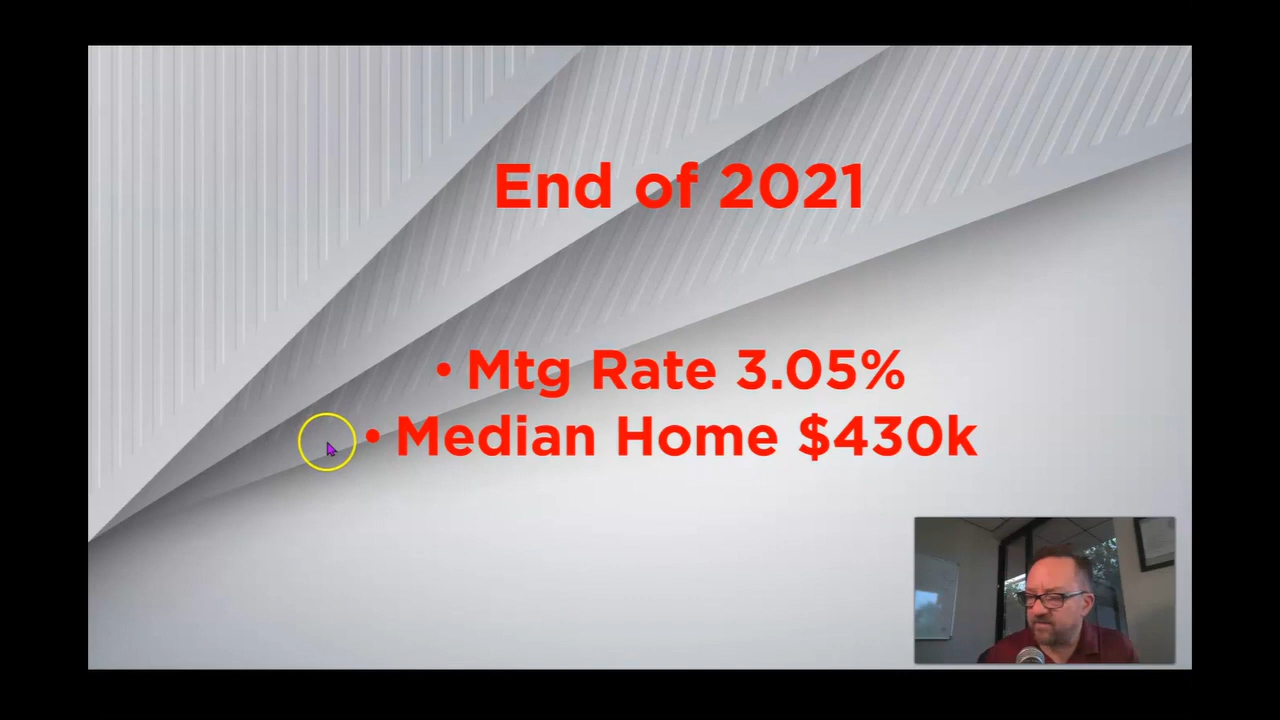 End of 2021
• Mtg Rate 3.05%
• Median Home $430k